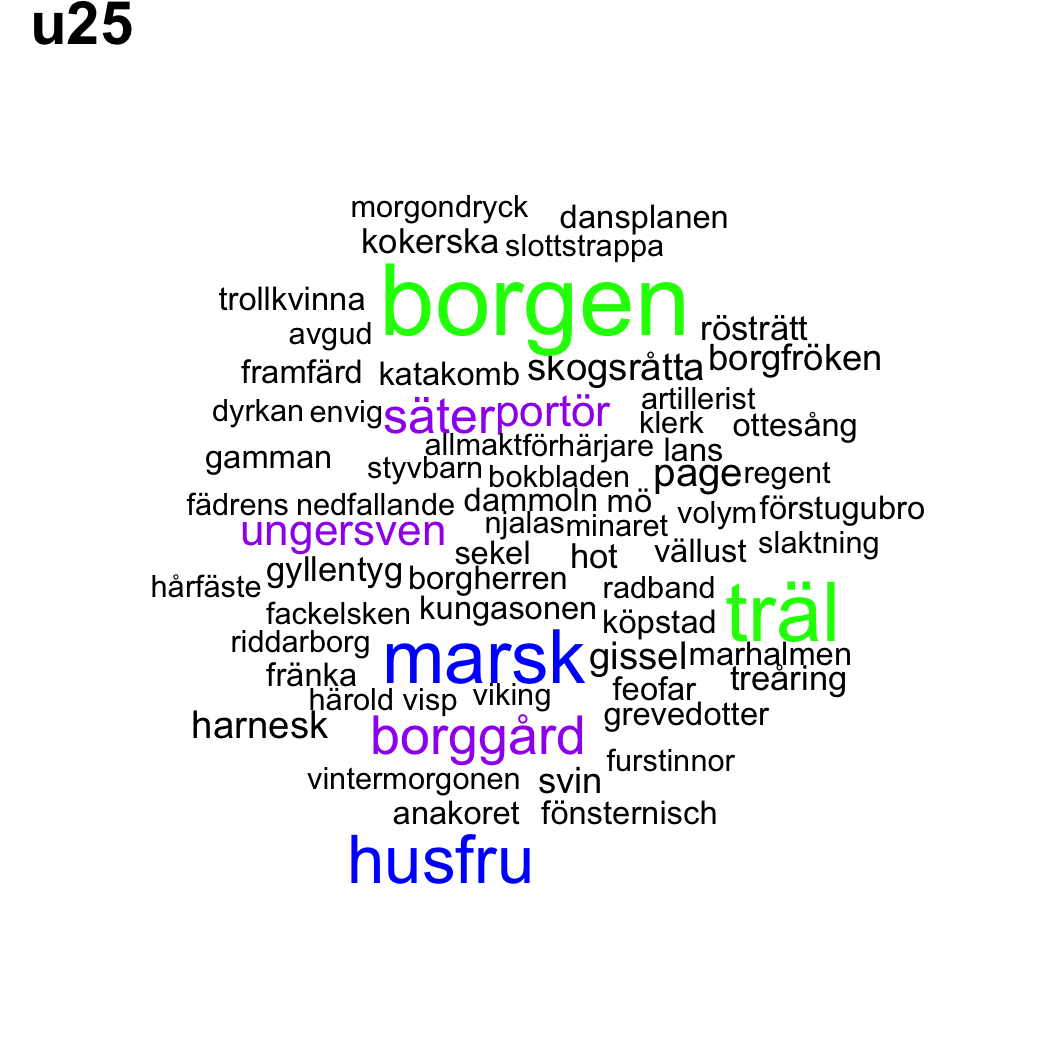 u25
morgondryck dansplanen
kokerska slottstrappa
trollkvinna borgen
avgud rösträtt
framfärd katakomb skogsråtta borgfröken
dyrkan envig säter portör artillerist
klerk ottesång
gamman allmakt förhärjare lans
styvbarn bokbladen page regent
fädrens nedfallande dammoln mö volym förstugubro
ungersven njalas minaret
sekel hot vällust slaktning
hårfäste gyllentyg borgherren radband
fackelsken kungasonen köpstad träl
riddarborg marsk gissel marhalmen
fränka feofar treåring
härold visp viking
harnesk borggård grevedotter
furstinnor
vintermorgonen svin
anakoret fönsternisch
husfru